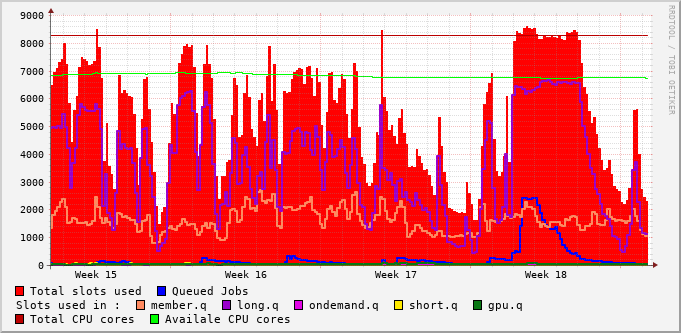 9000
8000
7000
6000
5000
4000
3000
2000
1000
0
Week 15 Week 16 Week 17 Week 18
RRDTOOL / TOBI OETIKER
Total slots used Queued Jobs
Slots used in : member.q long.q ondemand.q short.q gpu.q
Total CPU cores Availale CPU cores